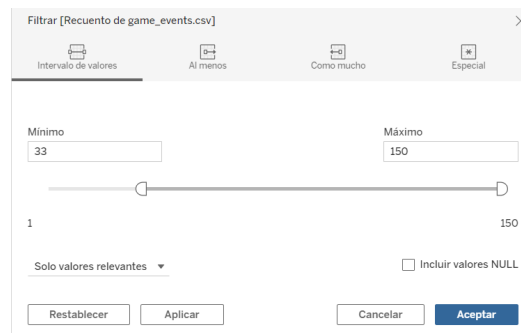 Filtrar [Recuento de game_events.csv]
Intervalo de valores
Al menos
Como mucho
Especial
Mínimo
Máximo
33
150
1
150
Solo valores relevantes
Incluir valores NULL
Restablecer
Aplicar
Cancelar
Aceptar